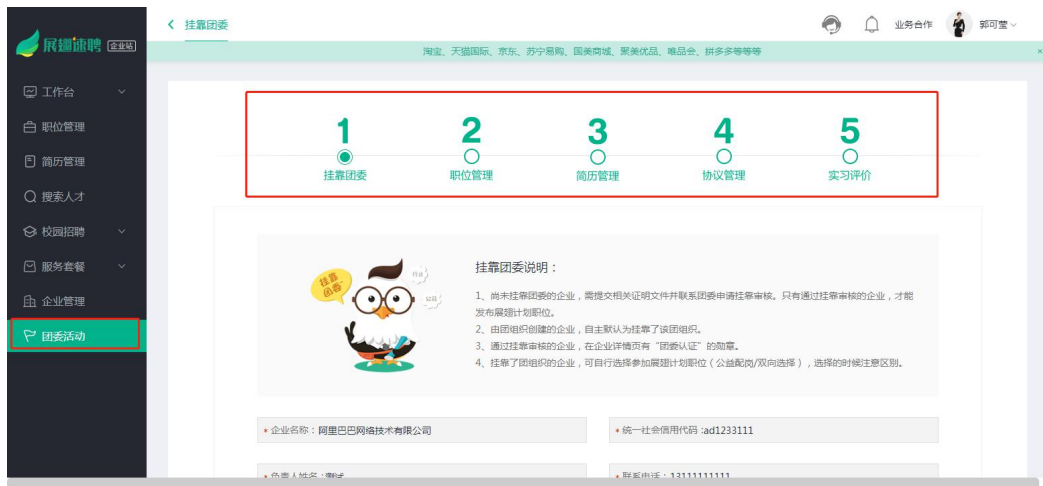 挂靠团委
业务合作
郭可莹
展翅速聘 企业站
淘宝、天猫国际、京东、苏宁易购、国美商城、聚美优品、唯品会、拼多多等等等
工作台
职位管理
简历管理
搜索人才
校园招聘
服务套餐
企业管理
团委活动
1
2
3
4
5
挂靠团委
职位管理
简历管理
协议管理
实习评价
挂靠团委
挂靠团委说明：
1、尚未挂靠团委的企业，需提交相关证明文件并联系团委申请挂靠审核。只有通过挂靠审核的企业，才能
发布展翅计划职位。
2、由团组织创建的企业，自主默认为挂靠了该团组织。
3、通过挂靠审核的企业，在企业详情页有“团委认证”的勋章。
4、挂靠了团组织的企业，可自行选择参加展翅计划职位（公益配岗/双向选择），选择的时候注意区别。
* 企业名称：阿里巴巴网络技术有限公司
* 统一社会信用代码 :ad1233111
* 负责人姓名：测试
* 联系电话：13111111111